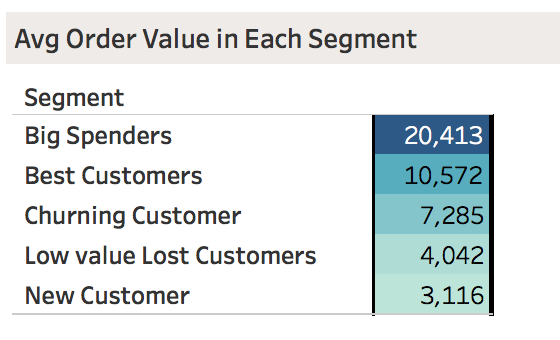 Avg Order Value in Each Segment
Segment
Big Spenders 20,413
Best Customers 10,572
Churning Customer 7,285
Low value Lost Customers 4,042
New Customer 3,116